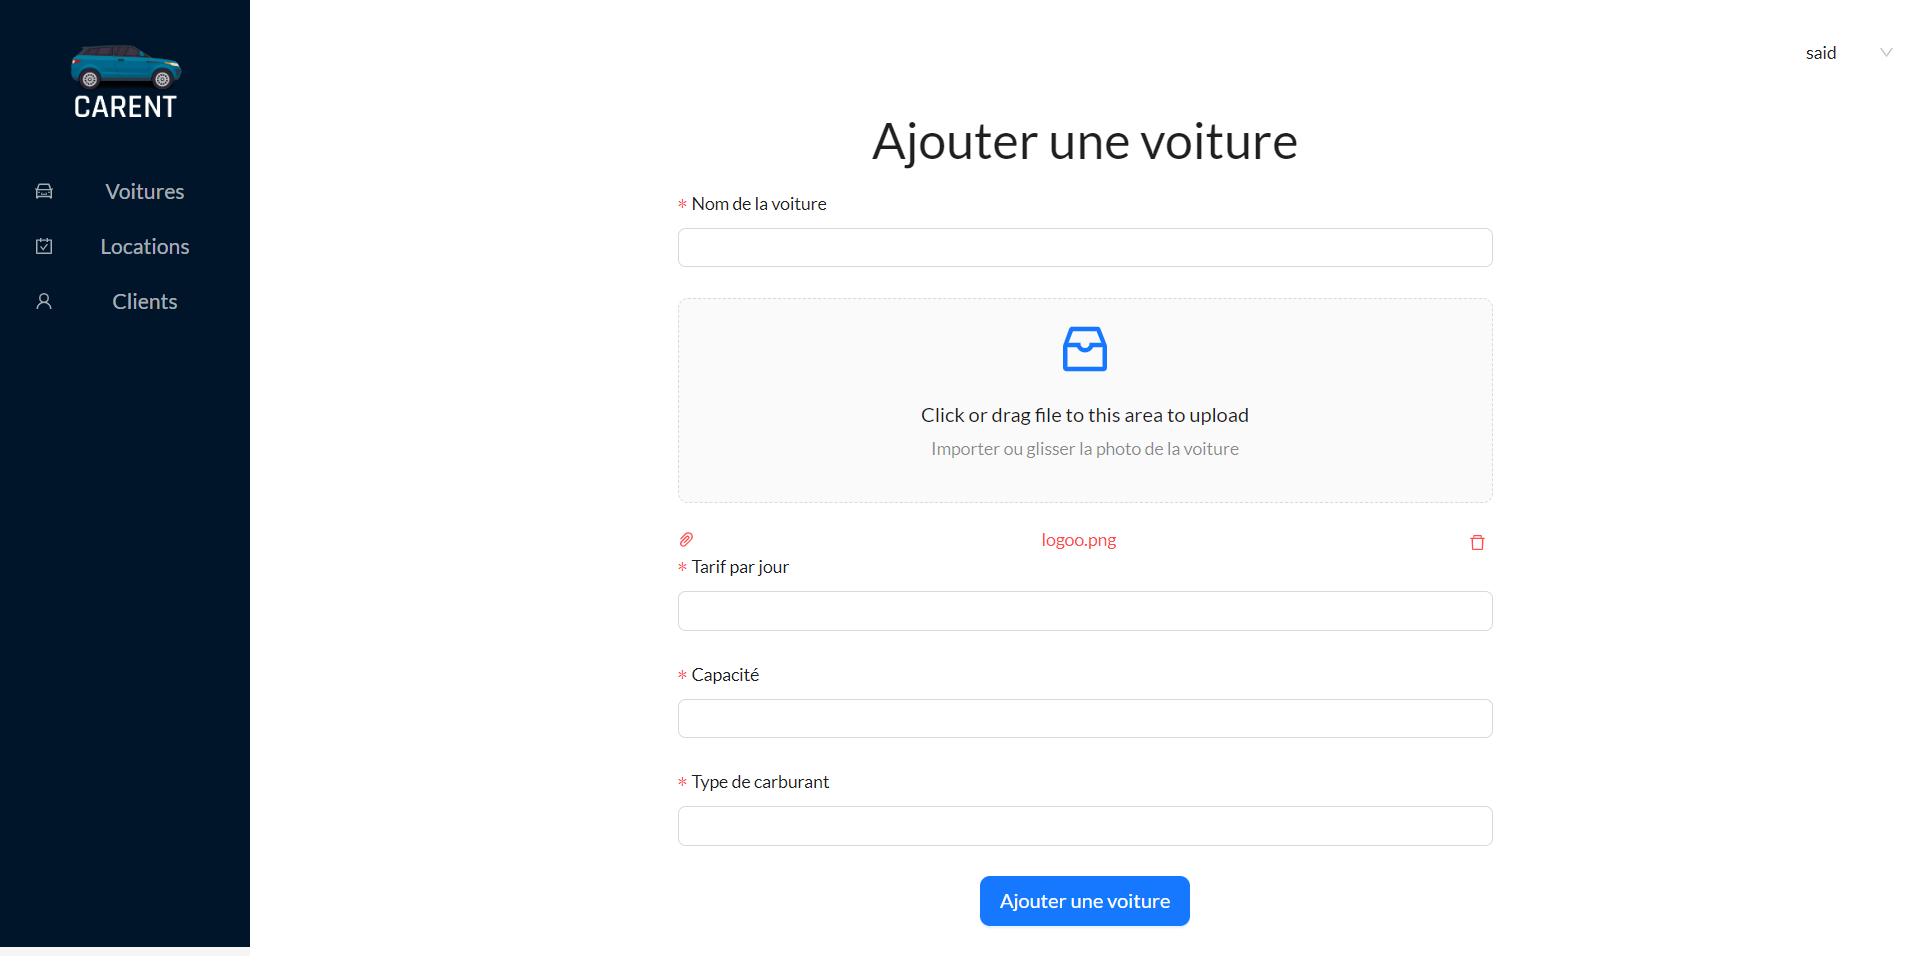 CARENT
Voitures
Locations
Clients
said
Ajouter une voiture
* Nom de la voiture
Click or drag file to this area to upload
Importer ou glisser la photo de la voiture
logoo.png
* Tarif par jour
* Capacité
* Type de carburant
Ajouter une voiture